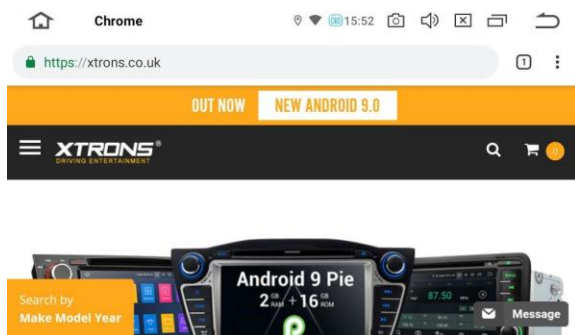 Chrome
15:52
https://xtrons.co.uk
1
OUT NOW NEW ANDROID 9.0
XTRONS®
DRIVING ENTERTAINMENT
0
Android 9 Pie
2 GB RAM + 16 GB ROM
87.50
Search by
Make Model Year
Message